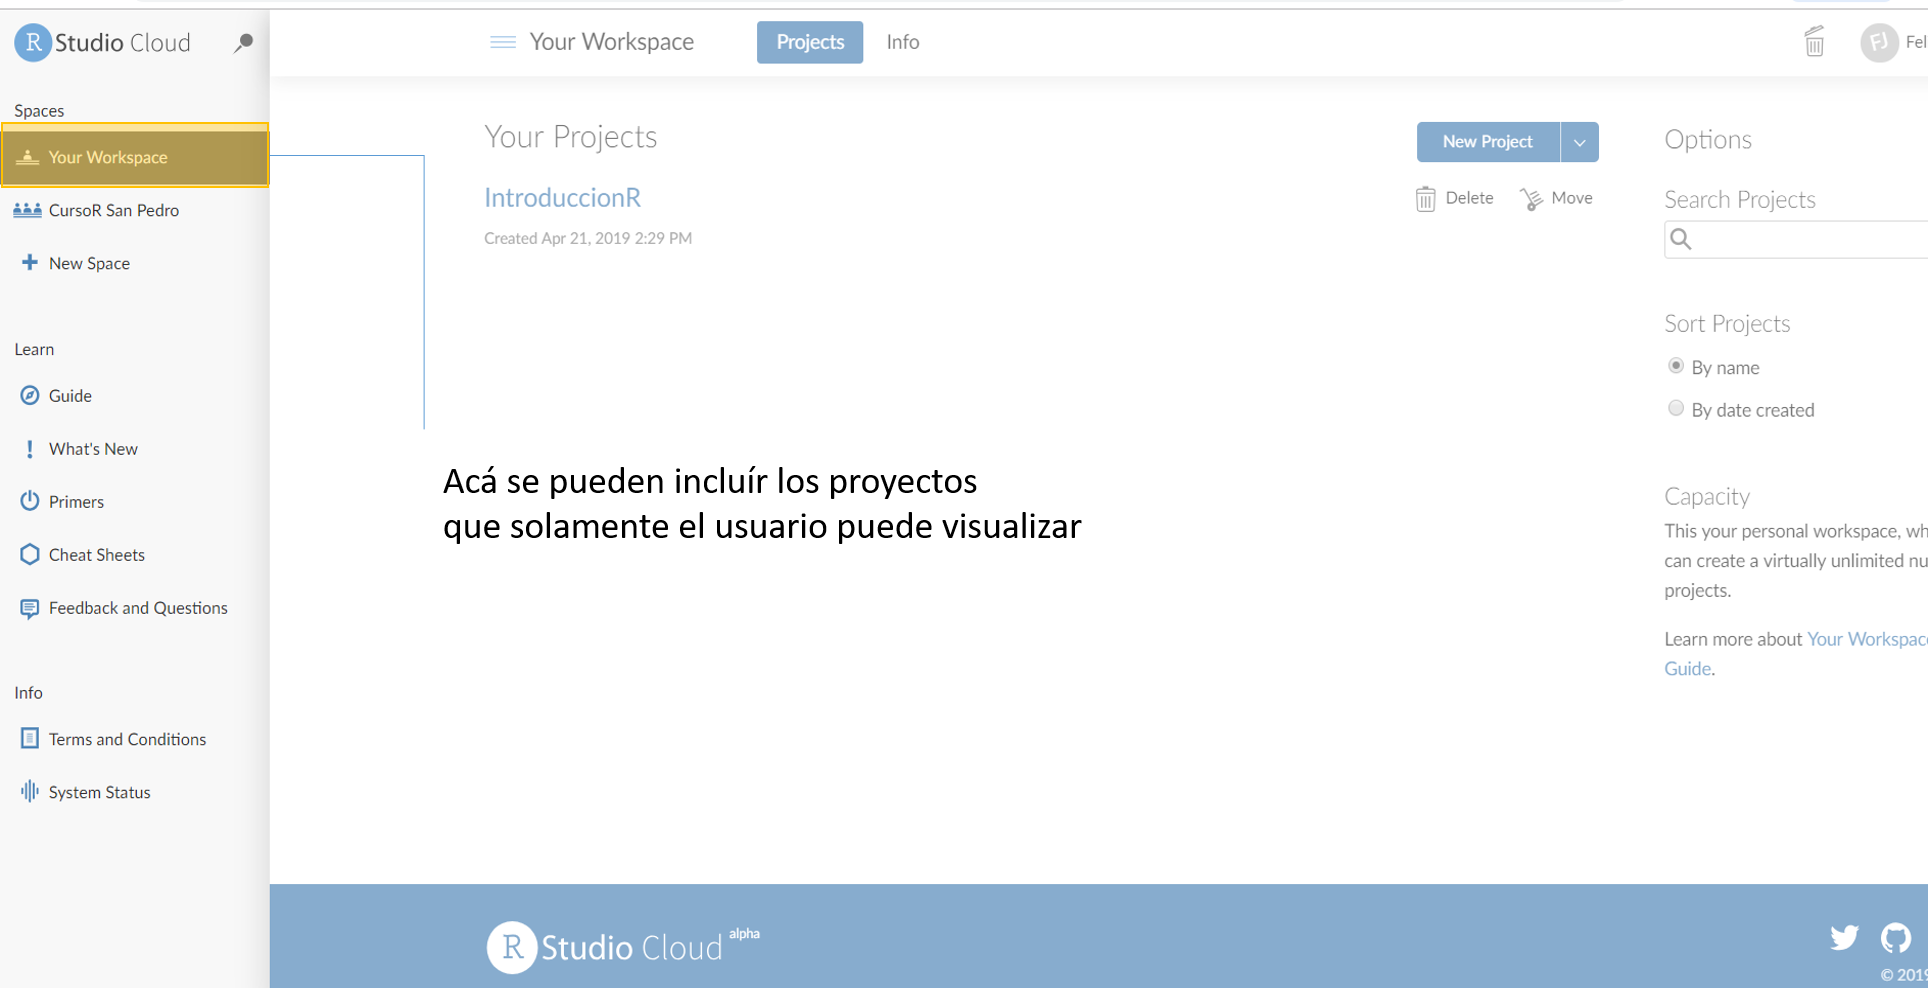 R Studio Cloud
Spaces
Your Workspace
CursoR San Pedro
New Space
Learn
Guide
What's New
Primers
Cheat Sheets
Feedback and Questions
Info
Terms and Conditions
System Status
Your Workspace
Projects
Info
FJ
Fel
Your Projects
New Project
IntroduccionR
Delete
Move
Created Apr 21, 2019 2:29 PM
Acá se pueden incluír los proyectos
que solamente el usuario puede visualizar
Options
Search Projects
Sort Projects
By name
By date created
Capacity
This your personal workspace, wh
can create a virtually unlimited nu
projects.
Learn more about Your Workspac
Guide.
R Studio Cloud alpha
© 2019